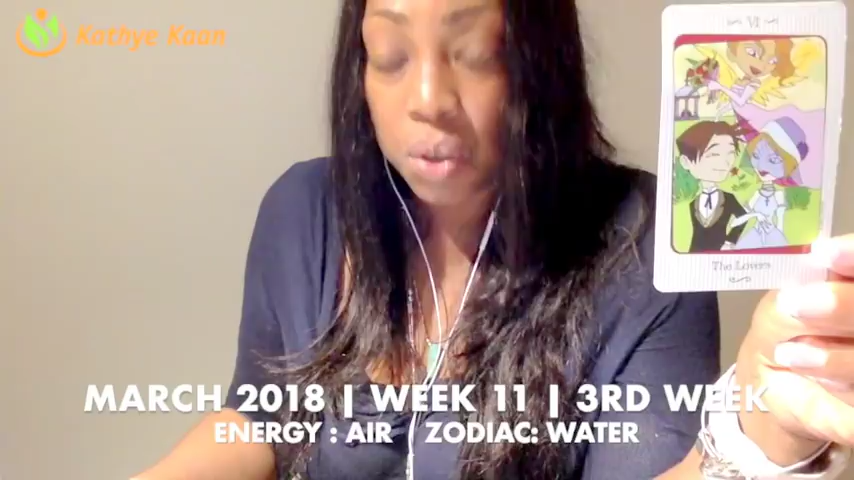 Kathye Kaan
VI
The Lovers
MARCH 2018 | WEEK 11 | 3RD WEEK
ENERGY : AIR ZODIAC: WATER